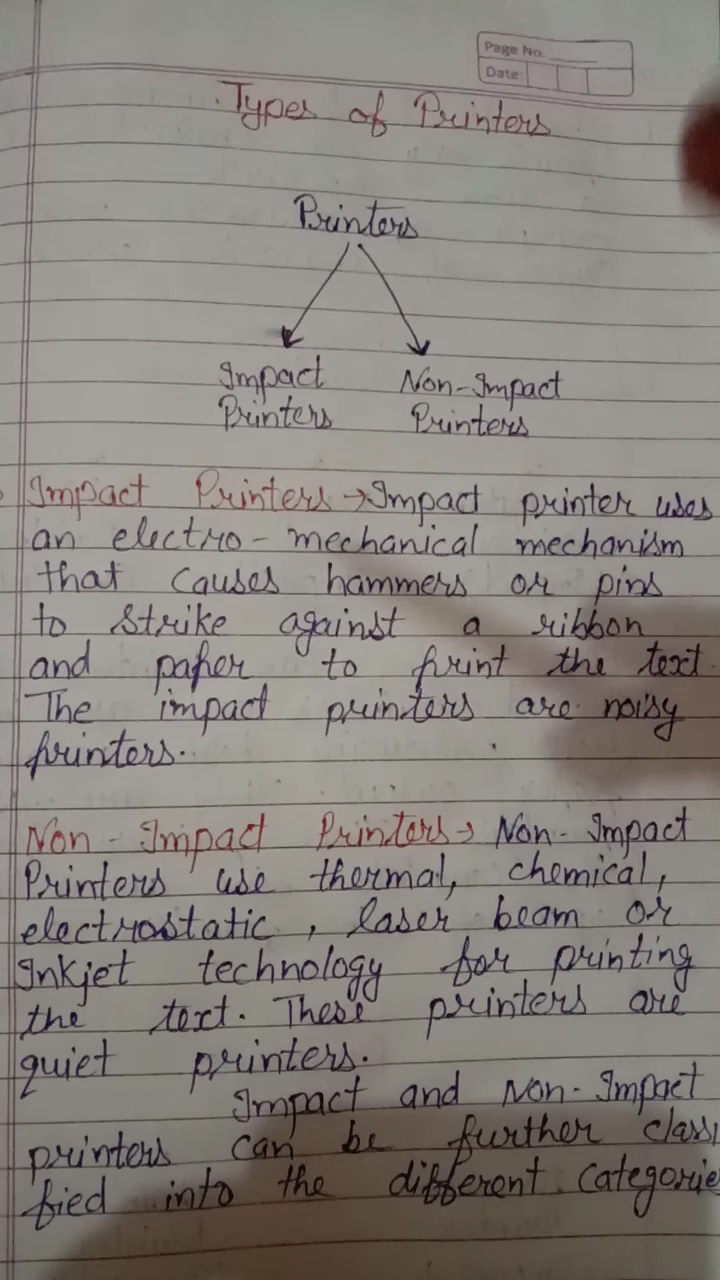 Page No.
Date:
Types of Printers
Printers
Impact Non-Impact
Printers Printers
Impact Printers → Impact printer uses
an electro-mechanical mechanism
that causes hammers or pins
to strike against a ribbon
and paper to print the text.
The impact printers are noisy
printers.
Non-Impact Printers → Non-Impact
Printers use thermal, chemical,
electrostatic, laser beam or
Inkjet technology for printing
the text. These printers are
quiet printers.
Impact and Non-Impact
printers can be further classi
fied into the different categorie